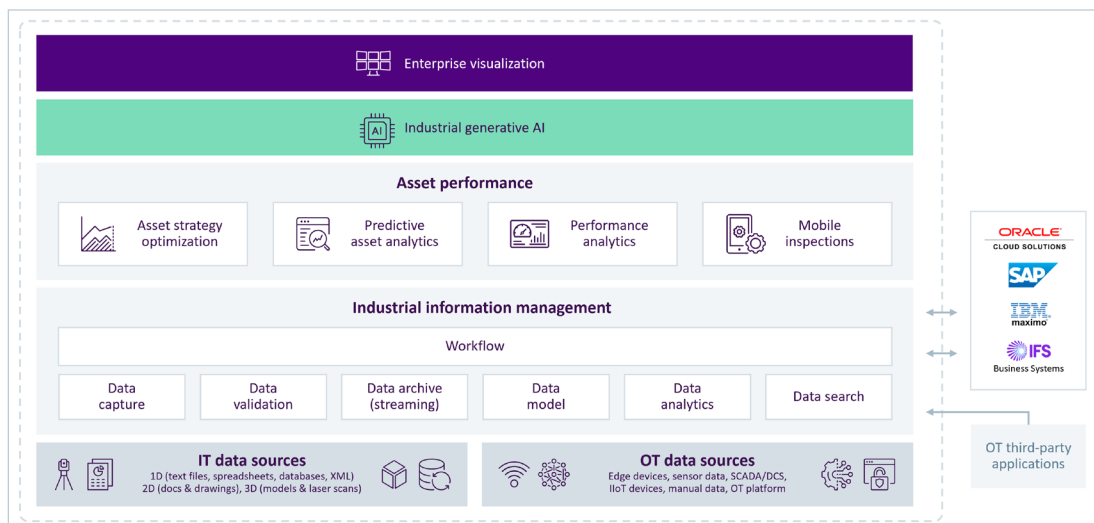 Enterprise visualization
AI
Industrial generative AI
Asset performance
Asset strategy
optimization
Predictive
asset analytics
Performance
analytics
Mobile
inspections
Industrial information management
Workflow
Data
capture
Data
validation
Data archive
(streaming)
Data
model
Data
analytics
Data search
IT data sources
1D (text files, spreadsheets, databases, XML)
2D (docs & drawings), 3D (models & laser scans)
OT data sources
Edge devices, sensor data, SCADA/DCS,
IIoT devices, manual data, OT platform
ORACLE
CLOUD SOLUTIONS
SAP
IBM
maximo
IFS
Business Systems
OT third-party
applications